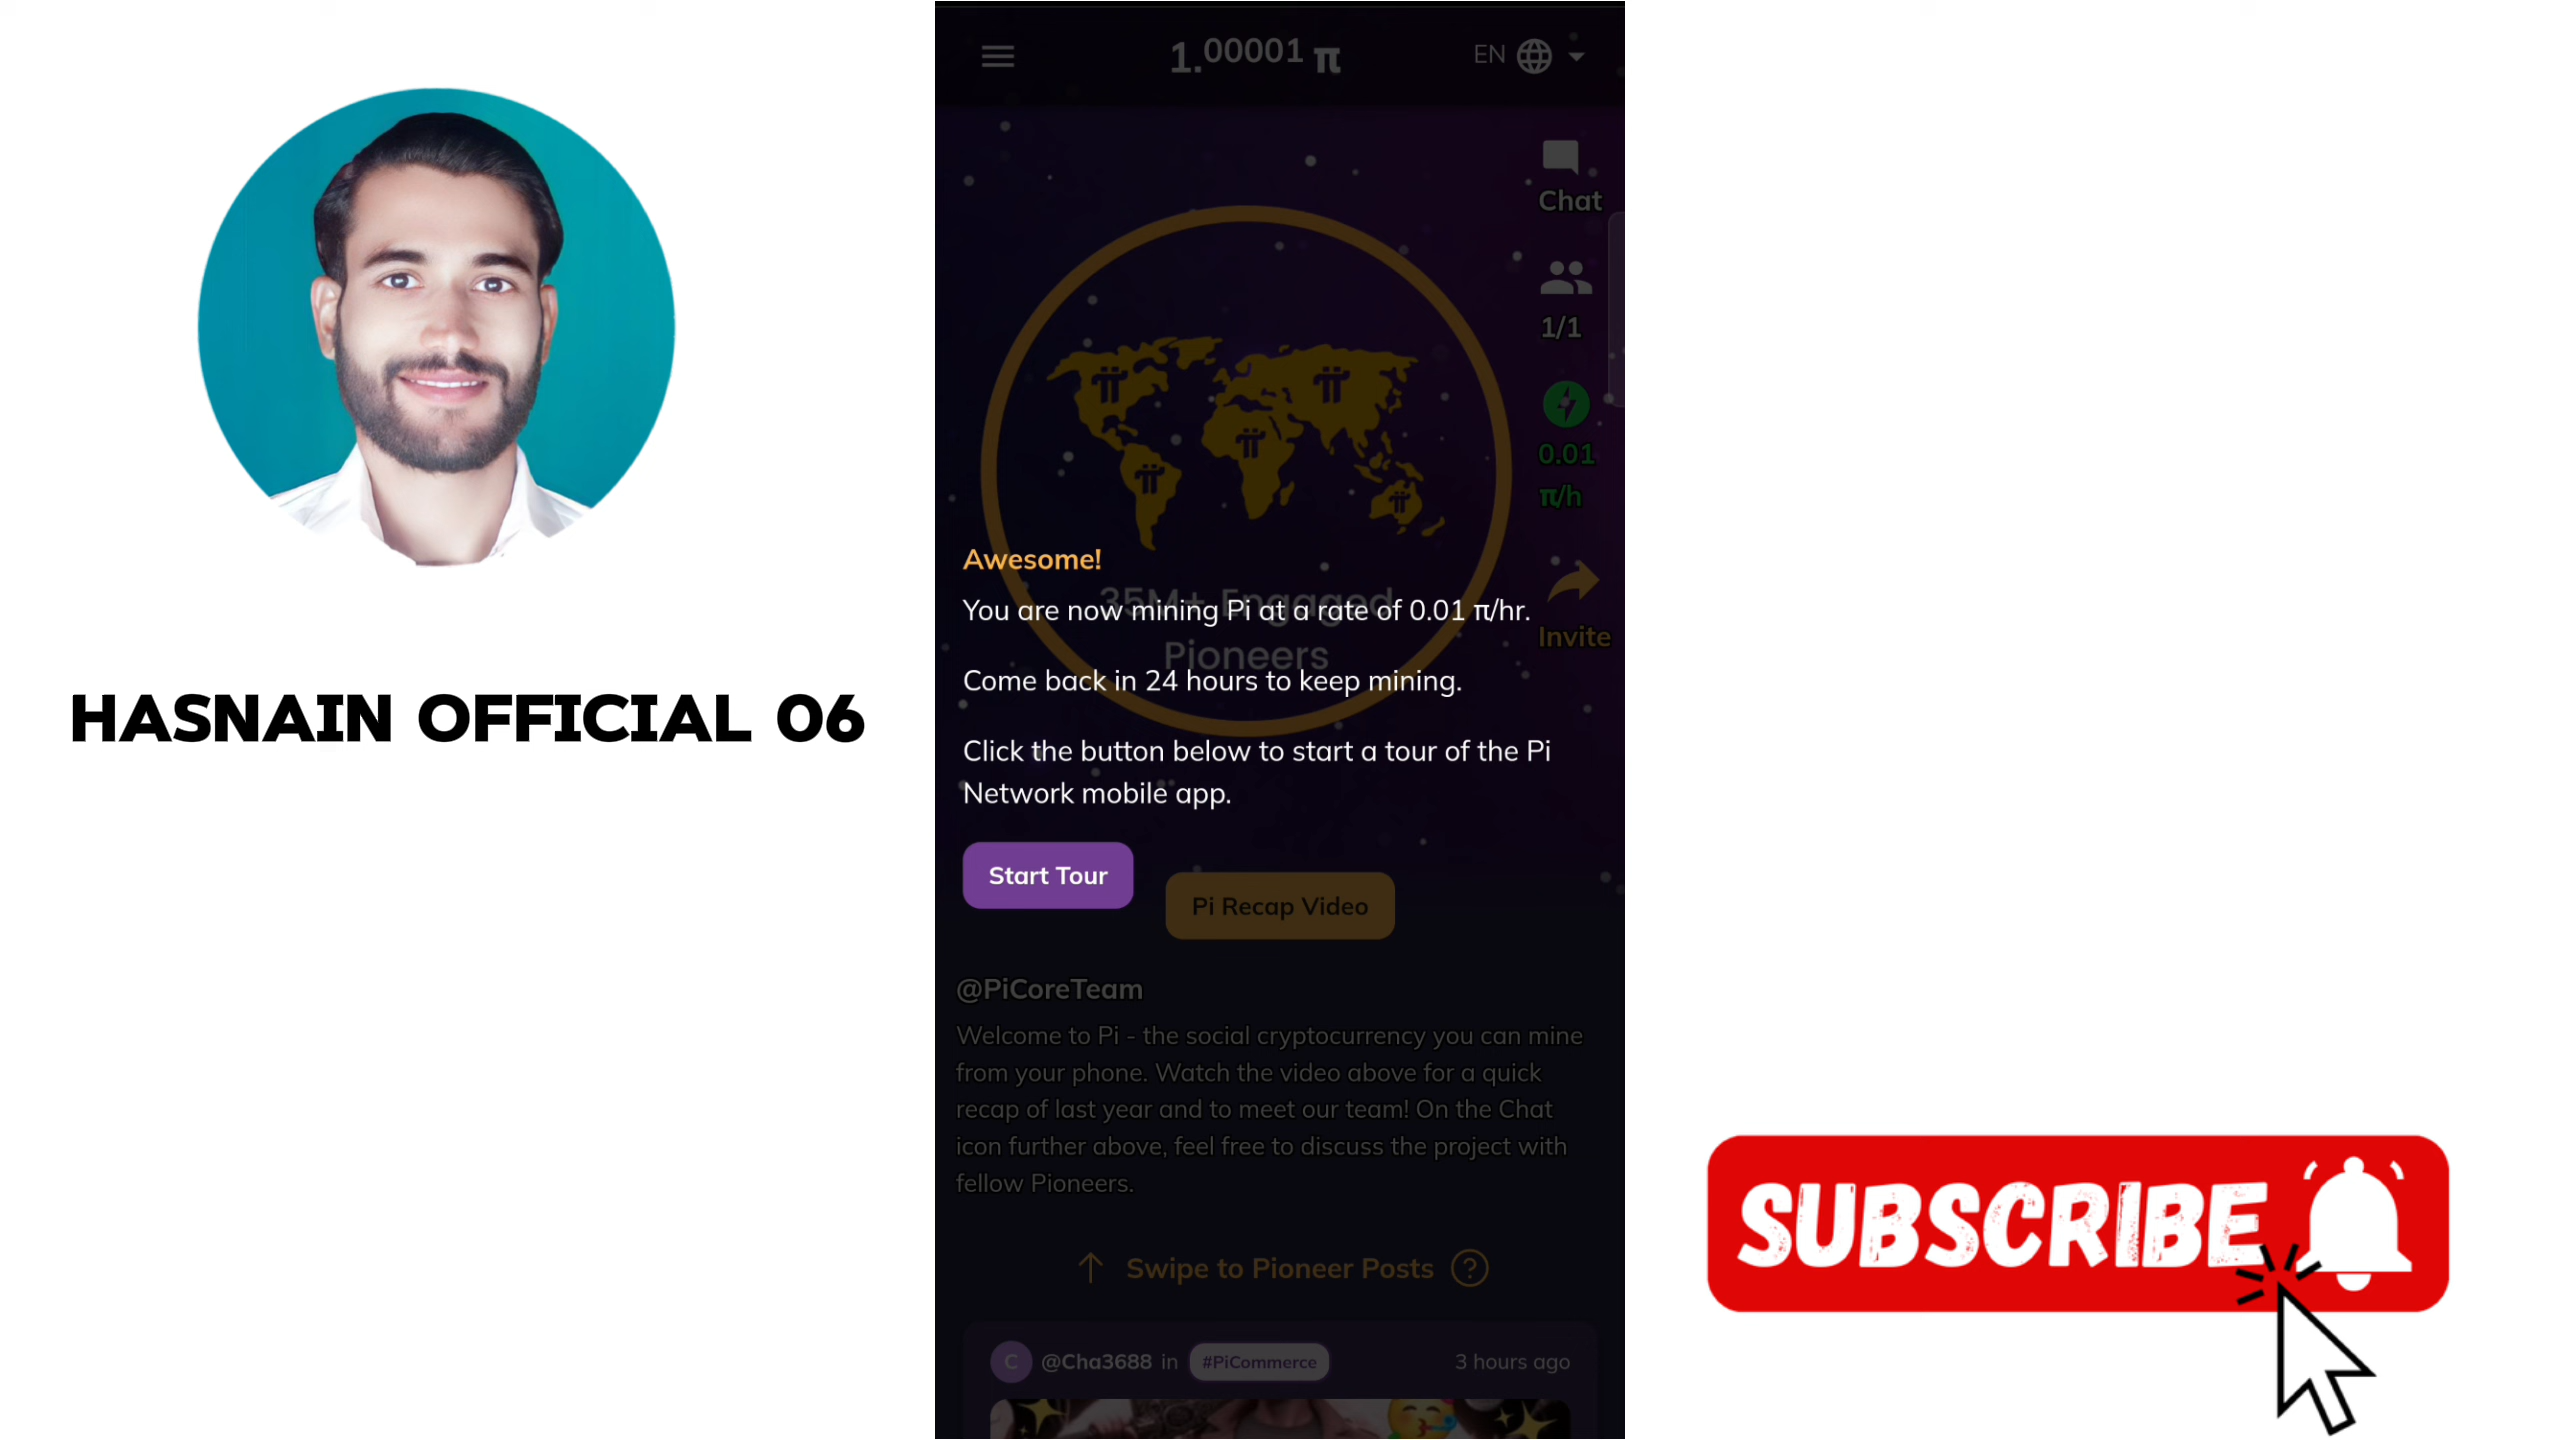 1.00001 π
EN
Chat
1/1
0.01
π/h
Invite
35M+ Engaged
Pioneers
Awesome!
You are now mining Pi at a rate of 0.01 π/hr.
Come back in 24 hours to keep mining.
Click the button below to start a tour of the Pi
Network mobile app.
Start Tour
Pi Recap Video
@PiCoreTeam
Welcome to Pi - the social cryptocurrency you can mine
from your phone. Watch the video above for a quick
recap of last year and to meet our team! On the Chat
icon further above, feel free to discuss the project with
fellow Pioneers.
Swipe to Pioneer Posts ?
C @Cha3688 in #PiCommerce 3 hours ago
HASNAIN OFFICIAL 06
SUBSCRIBE